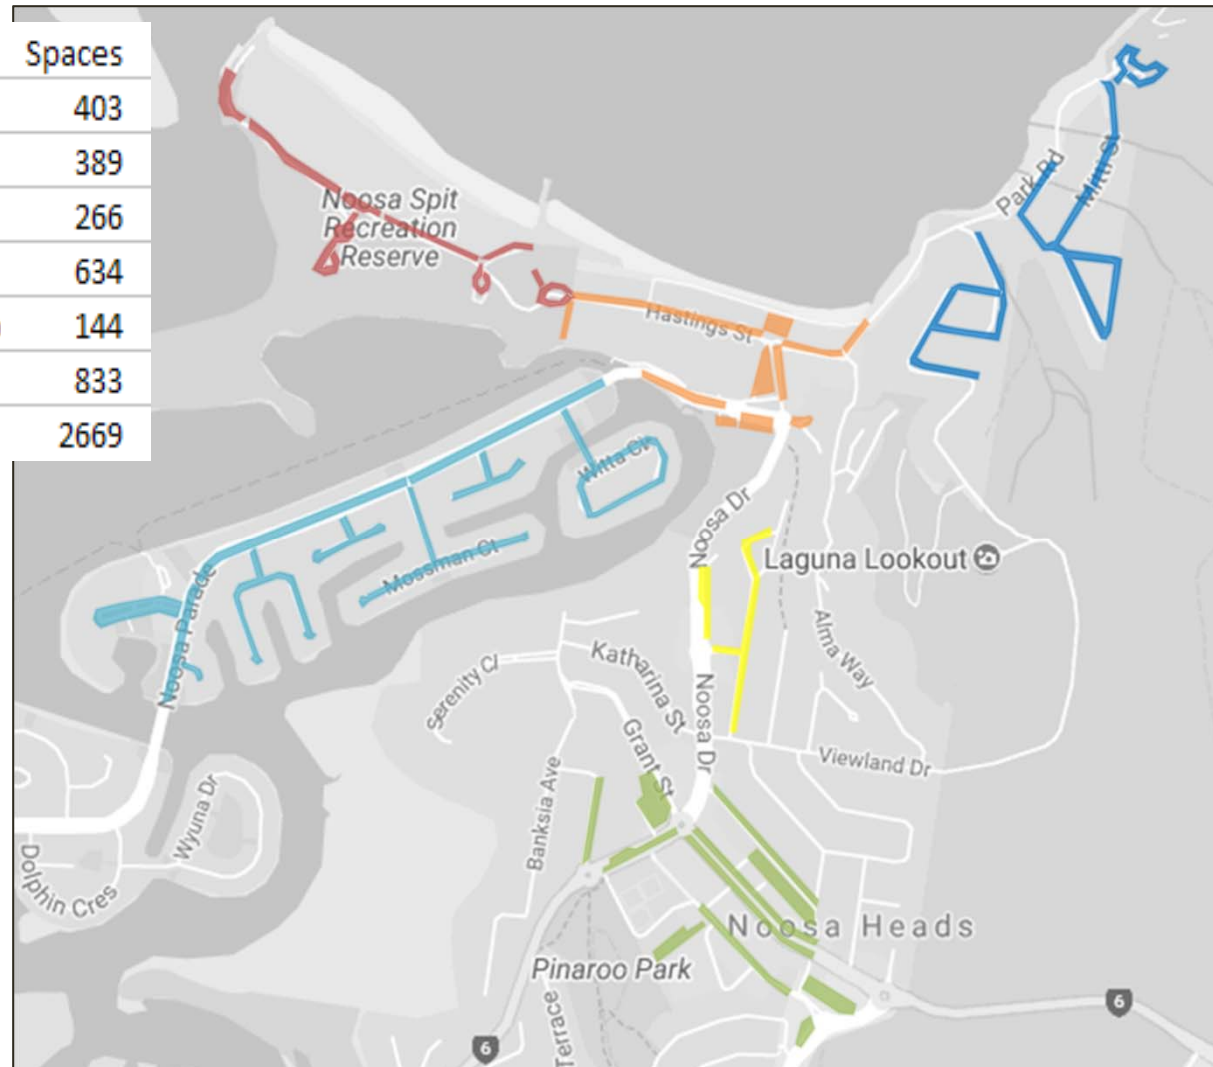 Spaces
403
389
266
634
)
144
833
2669
Noosa Spit
Recreation
Reserve
Park Rd
Mitti St
Hastings St
Witta Cir
Mossman Ct
Noosa Parade
Noosa Dr
Laguna Lookout
Alma Way
Serenity Cl
Katharina St
Grant St
Noosa Dr
Viewland Dr
Banksia Ave
Wyuna Dr
Dolphin Cres
Noosa Heads
Pinaroo Park
Terrace
6
6